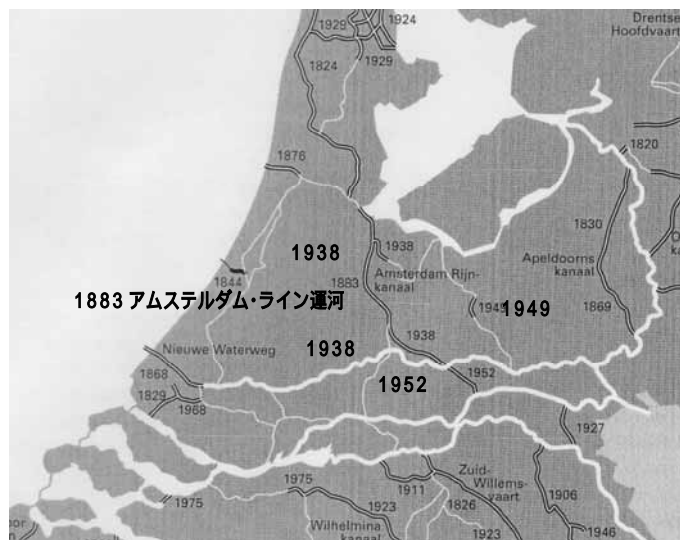 1929
1924
Drentse
Hoofdvaart
1824
1929
1820
1876
1830
1938
1938
Apeldoorns
kanaal
1844
1883
Amsterdam Rijn-
kanaal
1883 アムステルダム・ライン運河
1949
1949
1869
Nieuwe Waterweg
1938
1938
1868
1952
1952
1829
1968
1927
Zuid-
Willems-
vaart
1975
1911
1975
1826
1906
1923
Wilhelmina
kanaal
1923
1946